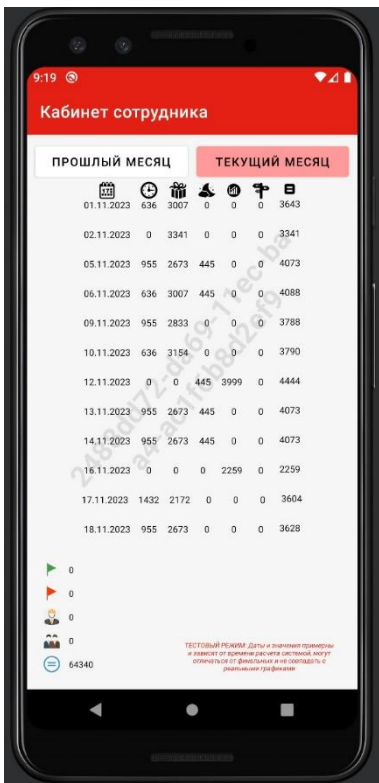 9:19
Кабинет сотрудника
ПРОШЛЫЙ МЕСЯЦ ТЕКУЩИЙ МЕСЯЦ
01.11.2023 636 3007 0 0 0 3643
02.11.2023 0 3341 0 0 0 3341
05.11.2023 955 2673 445 0 0 4073
06.11.2023 636 3007 445 0 0 4088
09.11.2023 955 2833 0 0 0 3788
10.11.2023 636 3154 0 0 0 3790
12.11.2023 0 0 445 3999 0 4444
13.11.2023 955 2673 445 0 0 4073
14.11.2023 955 2673 445 0 0 4073
16.11.2023 0 0 0 2259 0 2259
17.11.2023 1432 2172 0 0 0 3604
18.11.2023 955 2673 0 0 0 3628
0
0
0
0
64340
ТЕСТОВЫЙ РЕЖИМ: Даты и значения примерны
и зависят от времени расчета системой, могут
отличаться от финальных и не совпадать с
реальными графиками
2488dd72-da69-11ec-ba
a4-ac1f6b8d2ef9